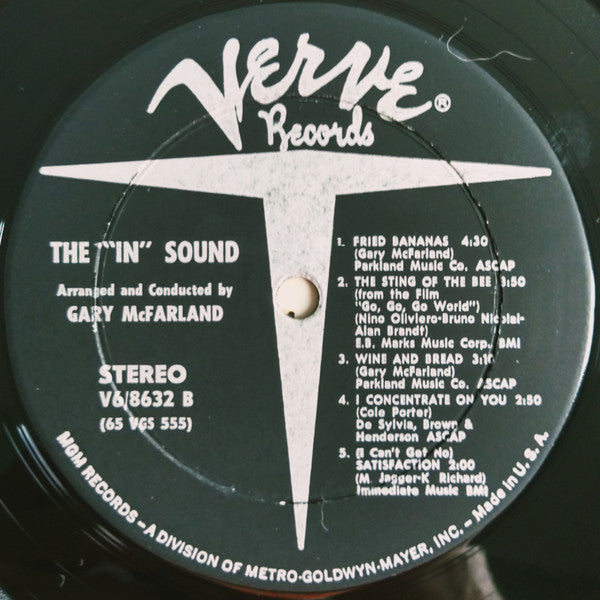 Verve®
Records
THE "IN" SOUND
Arranged and Conducted by
GARY McFARLAND
STEREO
V6/8632 B
(65 VGS 555)
1. FRIED BANANAS 4:30
(Gary McFarland)
Parkland Music Co. ASCAP
2. THE STING OF THE BEE 3:50
(from the Film
"Go, Go, Go World")
(Nino Oliviero-Bruno Nicolai-
Alan Brandt)
E.B. Marks Music Corp. BMI
3. WINE AND BREAD 3:10
(Gary McFarland)
Parkland Music Co. ASCAP
4. I CONCENTRATE ON YOU 2:50
(Cole Porter)
De Sylvia, Brown &
Henderson ASCAP
5. (I Can't Get No)
SATISFACTION 2:00
(M. Jagger-K Richard)
Immediate Music BMI
MGM RECORDS – A DIVISION OF METRO-GOLDWYN-MAYER, INC. – Made in U.S.A.